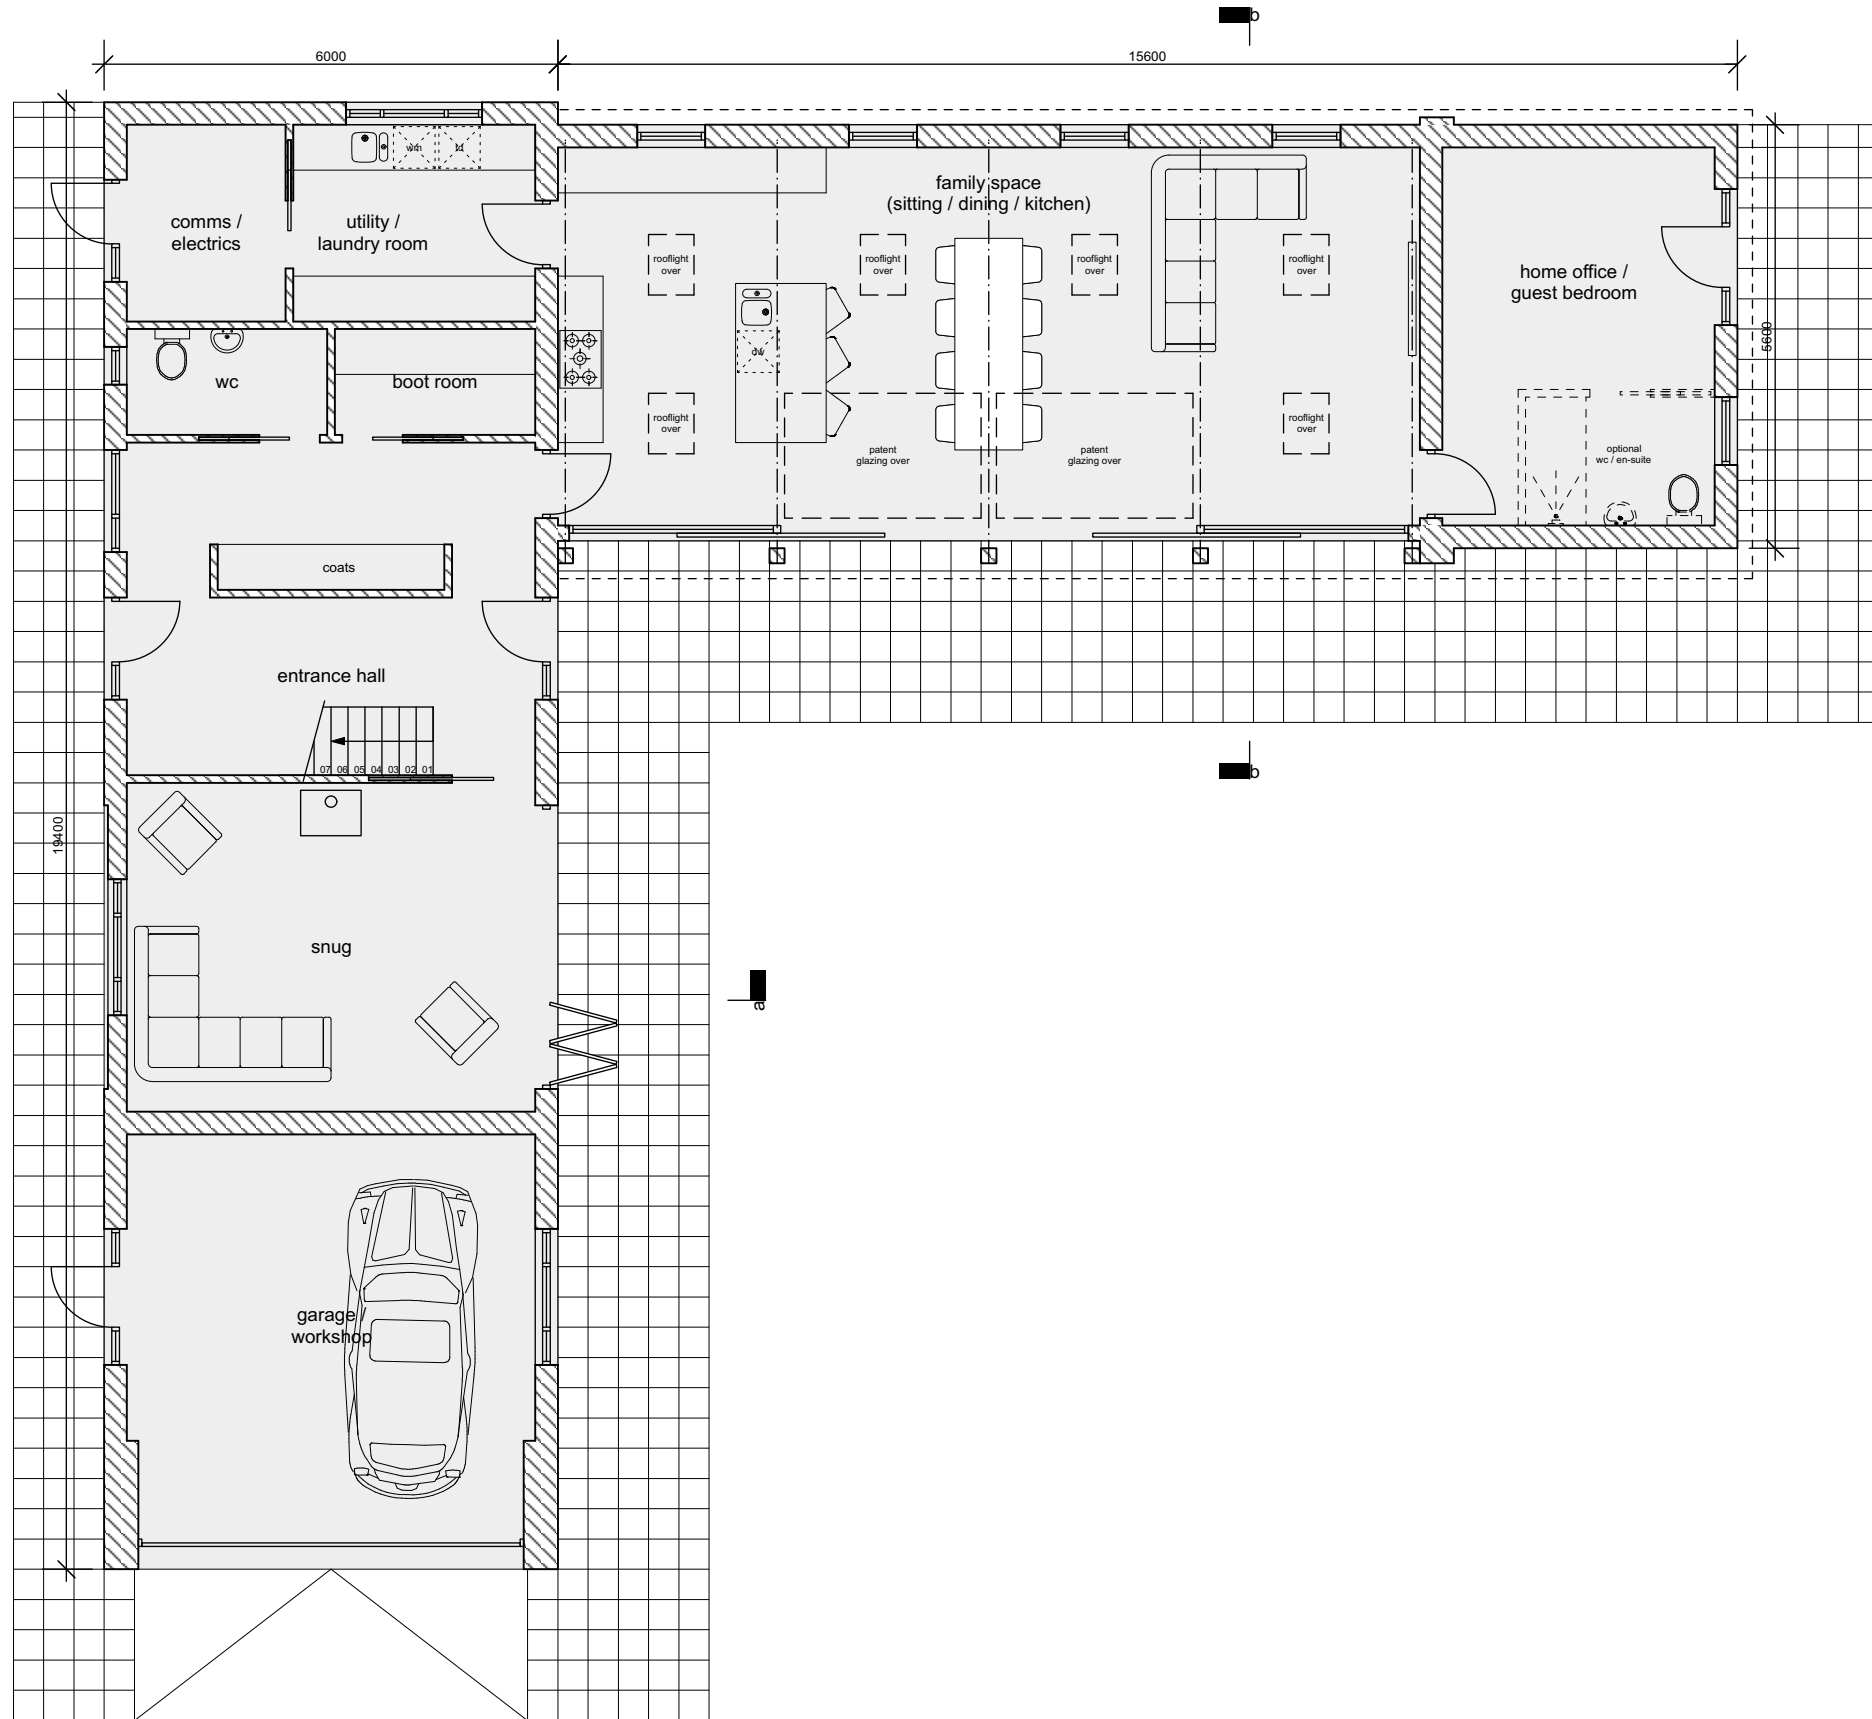 b
6000
15600
wm
td
family space
(sitting / dining / kitchen)
comms /
electrics
utility /
laundry room
rooflight
over
rooflight
over
rooflight
over
rooflight
over
home office /
guest bedroom
5600
dw
wc
boot room
rooflight
over
rooflight
over
patent
glazing over
patent
glazing over
optional
wc / en-suite
coats
entrance hall
07 06 05 04 03 02 01
b
19400
snug
a
garage /
workshop